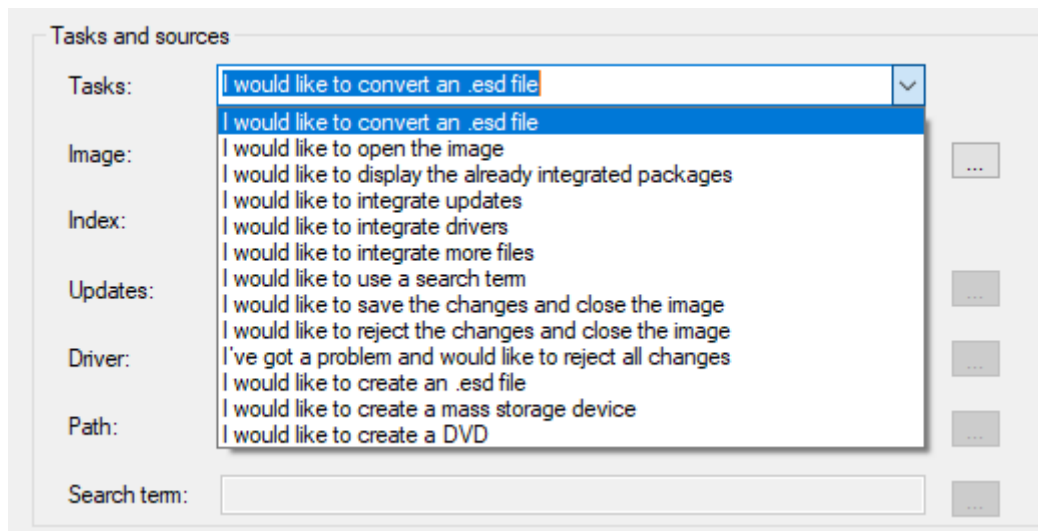 Tasks and sources
Tasks: I would like to convert an .esd file
I would like to convert an .esd file
Image: I would like to open the image
...
I would like to display the already integrated packages
I would like to integrate updates
Index: I would like to integrate drivers
I would like to integrate more files
I would like to use a search term
Updates: I would like to save the changes and close the image
...
I would like to reject the changes and close the image
Driver: I've got a problem and would like to reject all changes
...
I would like to create an .esd file
I would like to create a mass storage device
Path: I would like to create a DVD
...
Search term:
...